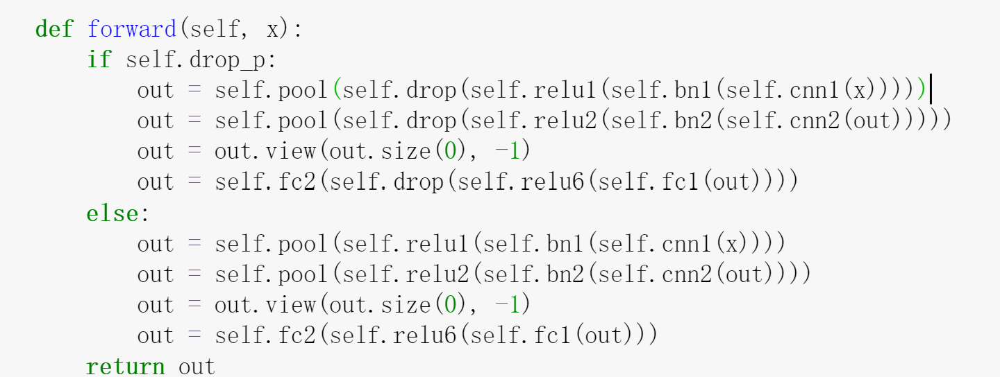 def forward(self, x):
    if self.drop_p:
        out = self.pool(self.drop(self.relu1(self.bn1(self.cnn1(x)))))
        out = self.pool(self.drop(self.relu2(self.bn2(self.cnn2(out)))))
        out = out.view(out.size(0), -1)
        out = self.fc2(self.drop(self.relu6(self.fc1(out))))
    else:
        out = self.pool(self.relu1(self.bn1(self.cnn1(x))))
        out = self.pool(self.relu2(self.bn2(self.cnn2(out))))
        out = out.view(out.size(0), -1)
        out = self.fc2(self.relu6(self.fc1(out)))
    return out